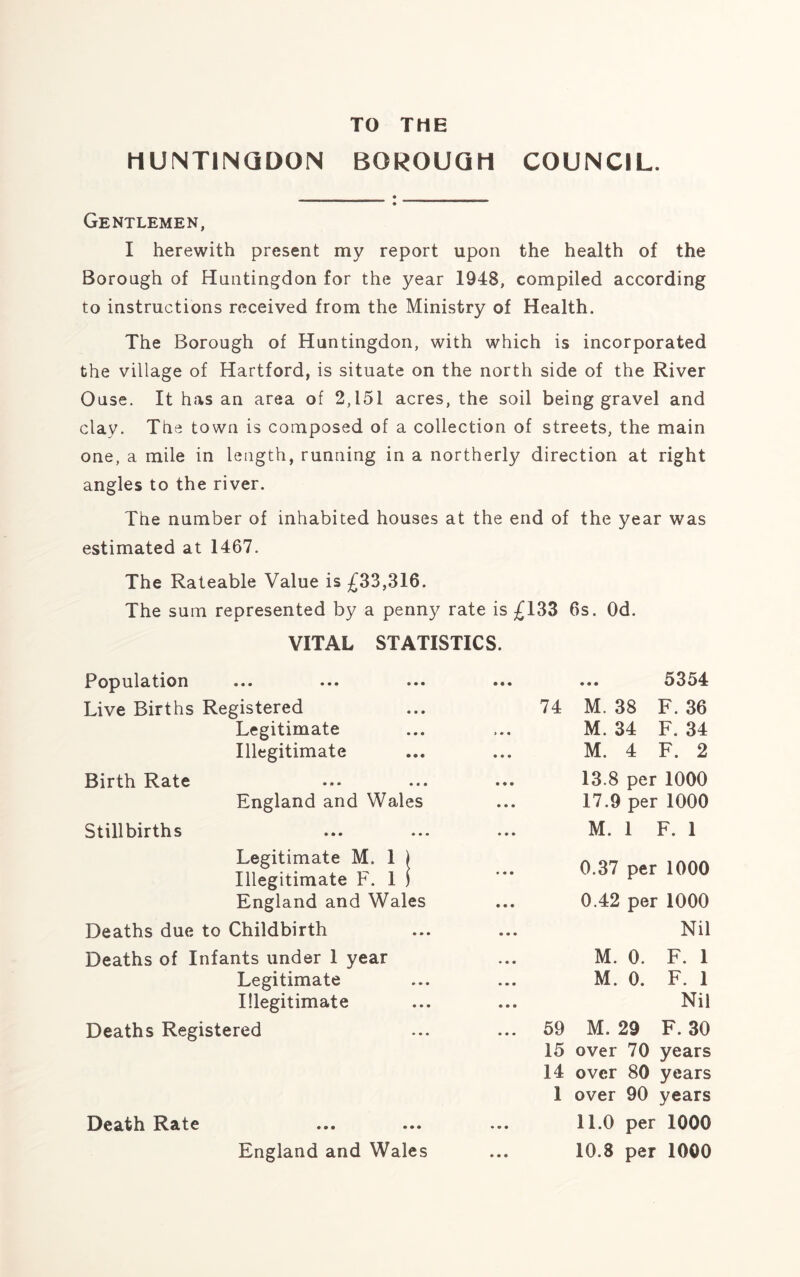 TO THE
HUNTINGDON BOROUGH COUNCIL.
:
GENTLEMEN,
I herewith present my report upon the health of the
Borough of Huntingdon for the year 1948, compiled according
to instructions received from the Ministry of Health.
The Borough of Huntingdon, with which is incorporated
the village of Hartford, is situate on the north side of the River
Ouse. It has an area of 2,151 acres, the soil being gravel and
clay. The town is composed of a collection of streets, the main
one, a mile in length, running in a northerly direction at right
angles to the river.
The number of inhabited houses at the end of the year was
estimated at 1467.
The Rateable Value is £33,316.
The sum represented by a penny rate is £133 6s. 0d.
VITAL STATISTICS.
Population ... ... ... ... ... 5354
Live Births Registered ... 74 M. 38 F. 36
Legitimate ... ... M. 34 F. 34
Illegitimate ... ... M. 4 F. 2
Birth Rate ... ... ... 13.8 per 1000
England and Wales ... 17.9 per 1000
Stillbirths ... ... ... M. 1 F. 1
Legitimate M. 1 )
Illegitimate F. 1 ) ... 0.37 per 1000
England and Wales ... 0.42 per 1000
Deaths due to Childbirth ... ... Nil
Deaths of Infants under 1 year ... M. 0. F. 1
Legitimate ... ... M. 0. F. 1
Illegitimate ... ... Nil
Deaths Registered ... ... 59 M. 29 F. 30
15 over 70 years
14 over 80 years
1 over 90 years
Death Rate ... ... ... 11.0 per 1000
England and Wales ... 10.8 per 1000